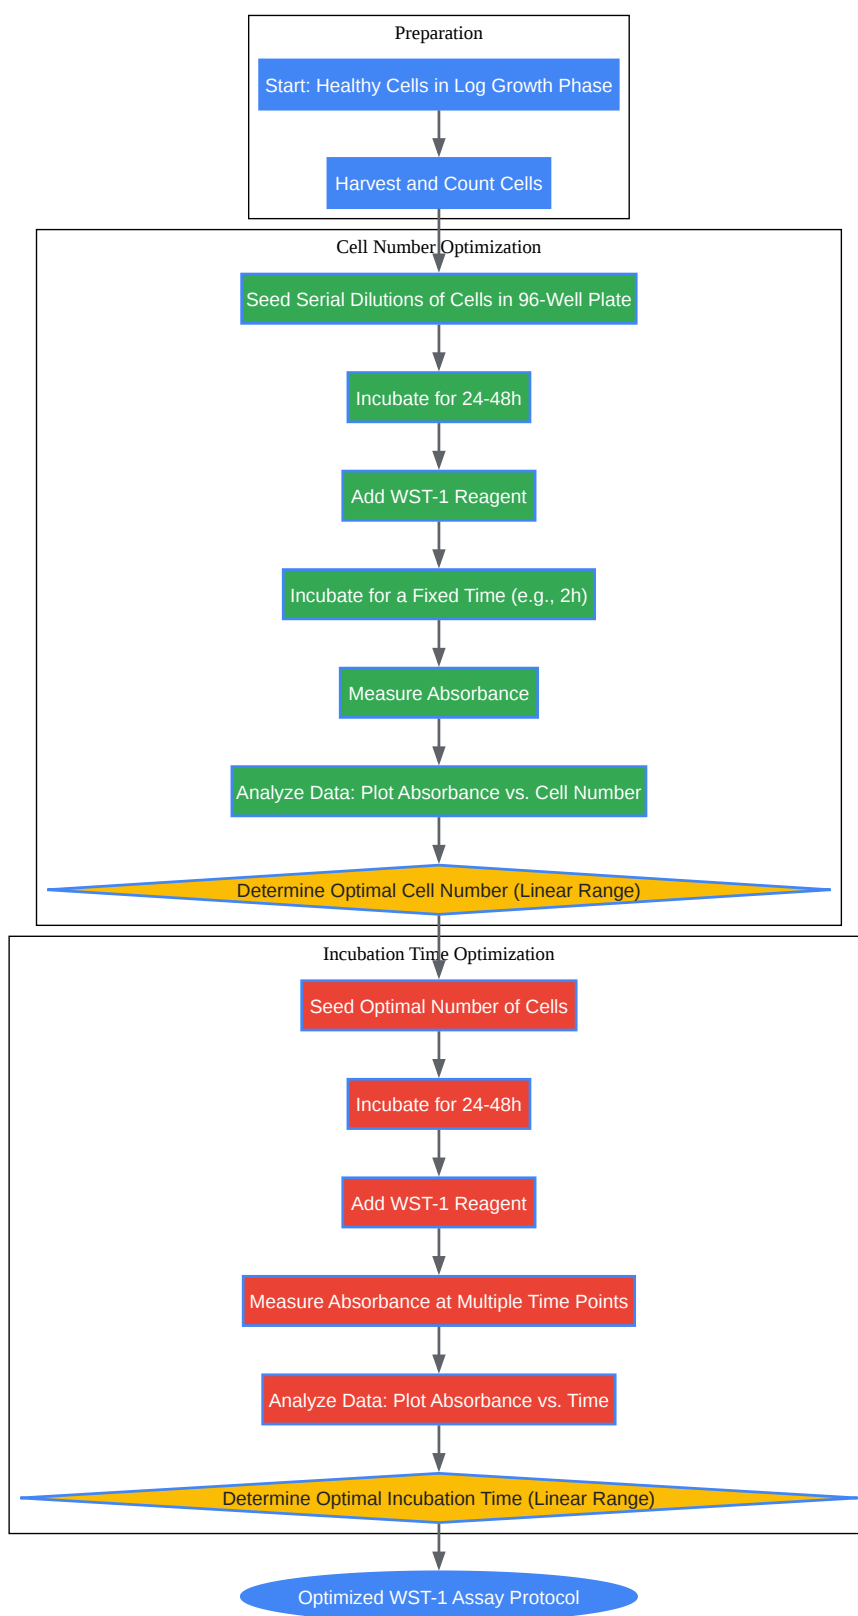 Preparation
Start: Healthy Cells in Log Growth Phase
Harvest and Count Cells
Cell Number Optimization
Seed Serial Dilutions of Cells in 96-Well Plate
Incubate for 24-48h
Add WST-1 Reagent
Incubate for a Fixed Time (e.g., 2h)
Measure Absorbance
Analyze Data: Plot Absorbance vs. Cell Number
Determine Optimal Cell Number (Linear Range)
Incubation Time Optimization
Seed Optimal Number of Cells
Incubate for 24-48h
Add WST-1 Reagent
Measure Absorbance at Multiple Time Points
Analyze Data: Plot Absorbance vs. Time
Determine Optimal Incubation Time (Linear Range)
Optimized WST-1 Assay Protocol